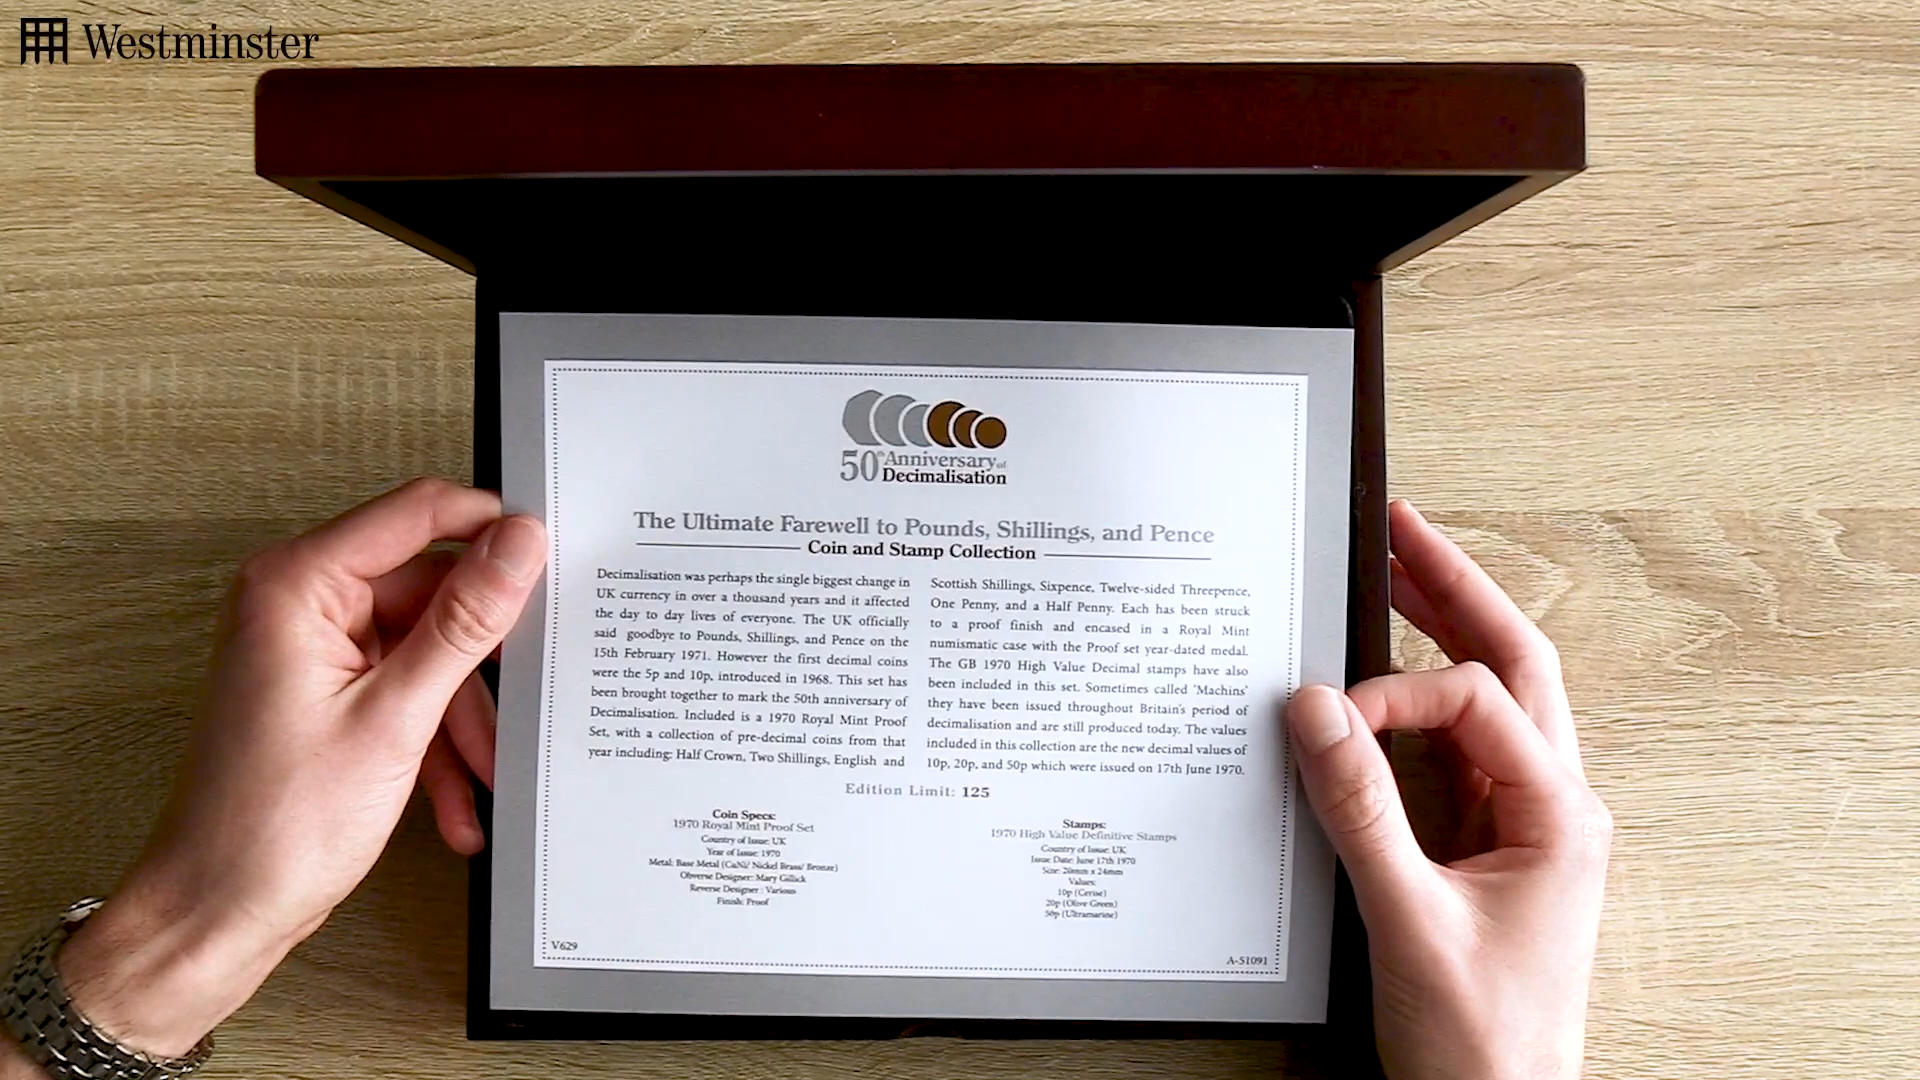 Westminster
50th Anniversary of
Decimalisation
The Ultimate Farewell to Pounds, Shillings, and Pence
Coin and Stamp Collection
Decimalisation was perhaps the single biggest change in
UK currency in over a thousand years and it affected
the day to day lives of everyone. The UK officially
said goodbye to Pounds, Shillings, and Pence on the
15th February 1971. However the first decimal coins
were the 5p and 10p, introduced in 1968. This set has
been brought together to mark the 50th anniversary of
Decimalisation. Included is a 1970 Royal Mint Proof
Set, with a collection of pre-decimal coins from that
year including: Half Crown, Two Shillings, English and
Scottish Shillings, Sixpence, Twelve-sided Threepence,
One Penny, and a Half Penny. Each has been struck
to a proof finish and encased in a Royal Mint
numismatic case with the Proof set year-dated medal.
The GB 1970 High Value Decimal stamps have also
been included in this set. Sometimes called 'Machins'
they have been issued throughout Britain's period of
decimalisation and are still produced today. The values
included in this collection are the new decimal values of
10p, 20p, and 50p which were issued on 17th June 1970.
Edition Limit: 125
Coin Specs:
1970 Royal Mint Proof Set
Country of Issue: UK
Year of Issue: 1970
Metal: Base Metal (CuNi/ Nickel Brass/ Bronze)
Obverse Designer: Mary Gillick
Reverse Designer : Various
Finish: Proof
Stamps:
1970 High Value Definitive Stamps
Country of Issue: UK
Issue Date: June 17th 1970
Size: 20mm x 24mm
Values:
10p (Cerise)
20p (Olive Green)
50p (Ultramarine)
V629
A-51091